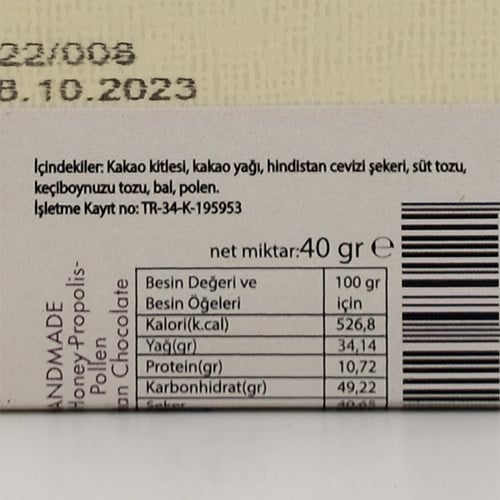 22/008
8.10.2023
İçindekiler: Kakao kitlesi, kakao yağı, hindistan cevizi şekeri, süt tozu,
keçiboynuzu tozu, bal, polen.
İşletme Kayıt no: TR-34-K-195953
net miktar:40 gr ℮
Besin Değeri ve 100 gr
Besin Öğeleri için
Kalori(k.cal) 526,8
Yağ(gr) 34,14
Protein(gr) 10,72
Karbonhidrat(gr) 49,22
ANDMADE
Honey-Propolis-
Pollen
an Chocolate